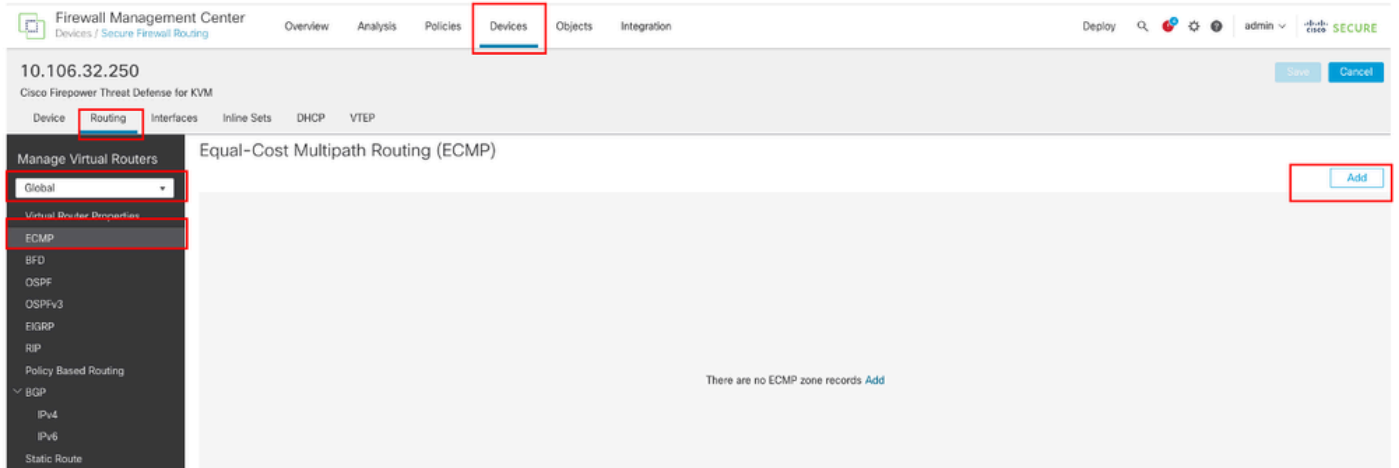 Firewall Management Center
Devices / Secure Firewall Routing
Overview Analysis Policies Devices Objects Integration
Deploy admin cisco SECURE
10.106.32.250
Cisco Firepower Threat Defense for KVM
Save Cancel
Device Routing Interfaces Inline Sets DHCP VTEP
Manage Virtual Routers
Global
Virtual Router Properties
ECMP
BFD
OSPF
OSPFv3
EIGRP
RIP
Policy Based Routing
BGP
IPv4
IPv6
Static Route
Equal-Cost Multipath Routing (ECMP)
Add
There are no ECMP zone records Add